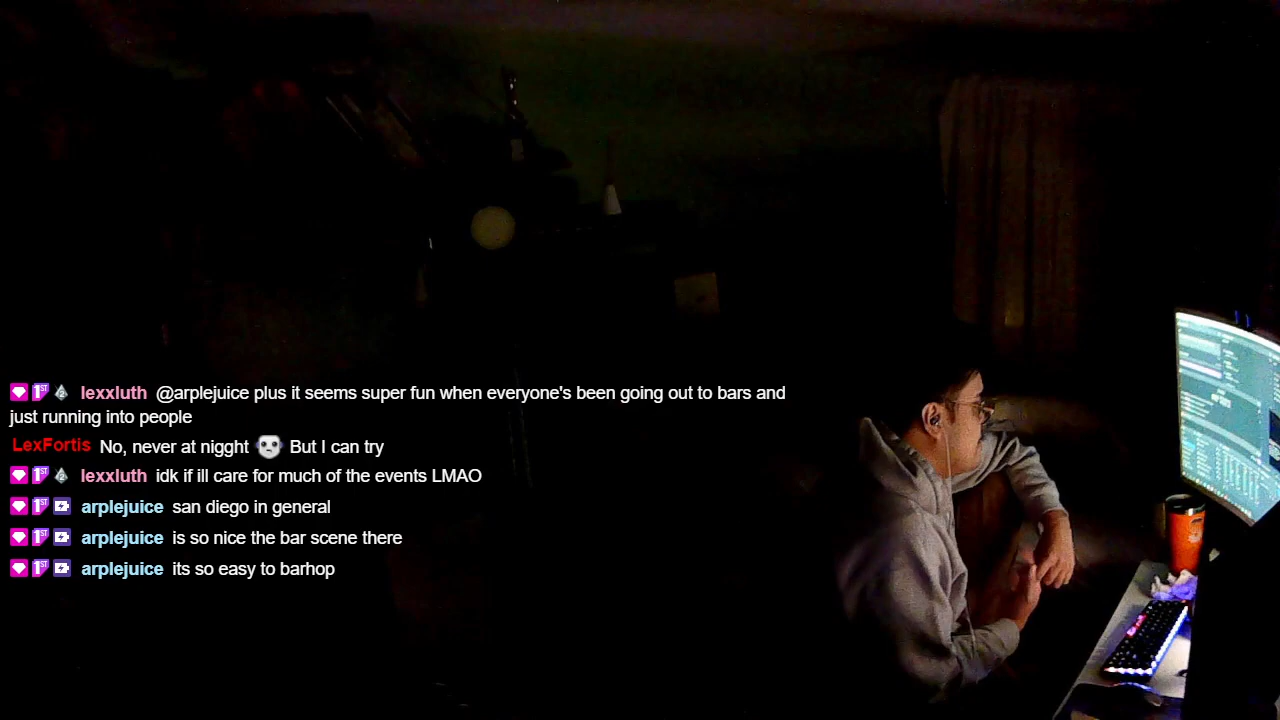 lexxluth @arplejuice plus it seems super fun when everyone's been going out to bars and
just running into people
LexFortis No, never at nigght But I can try
lexxluth idk if ill care for much of the events LMAO
arplejuice san diego in general
arplejuice is so nice the bar scene there
arplejuice its so easy to barhop